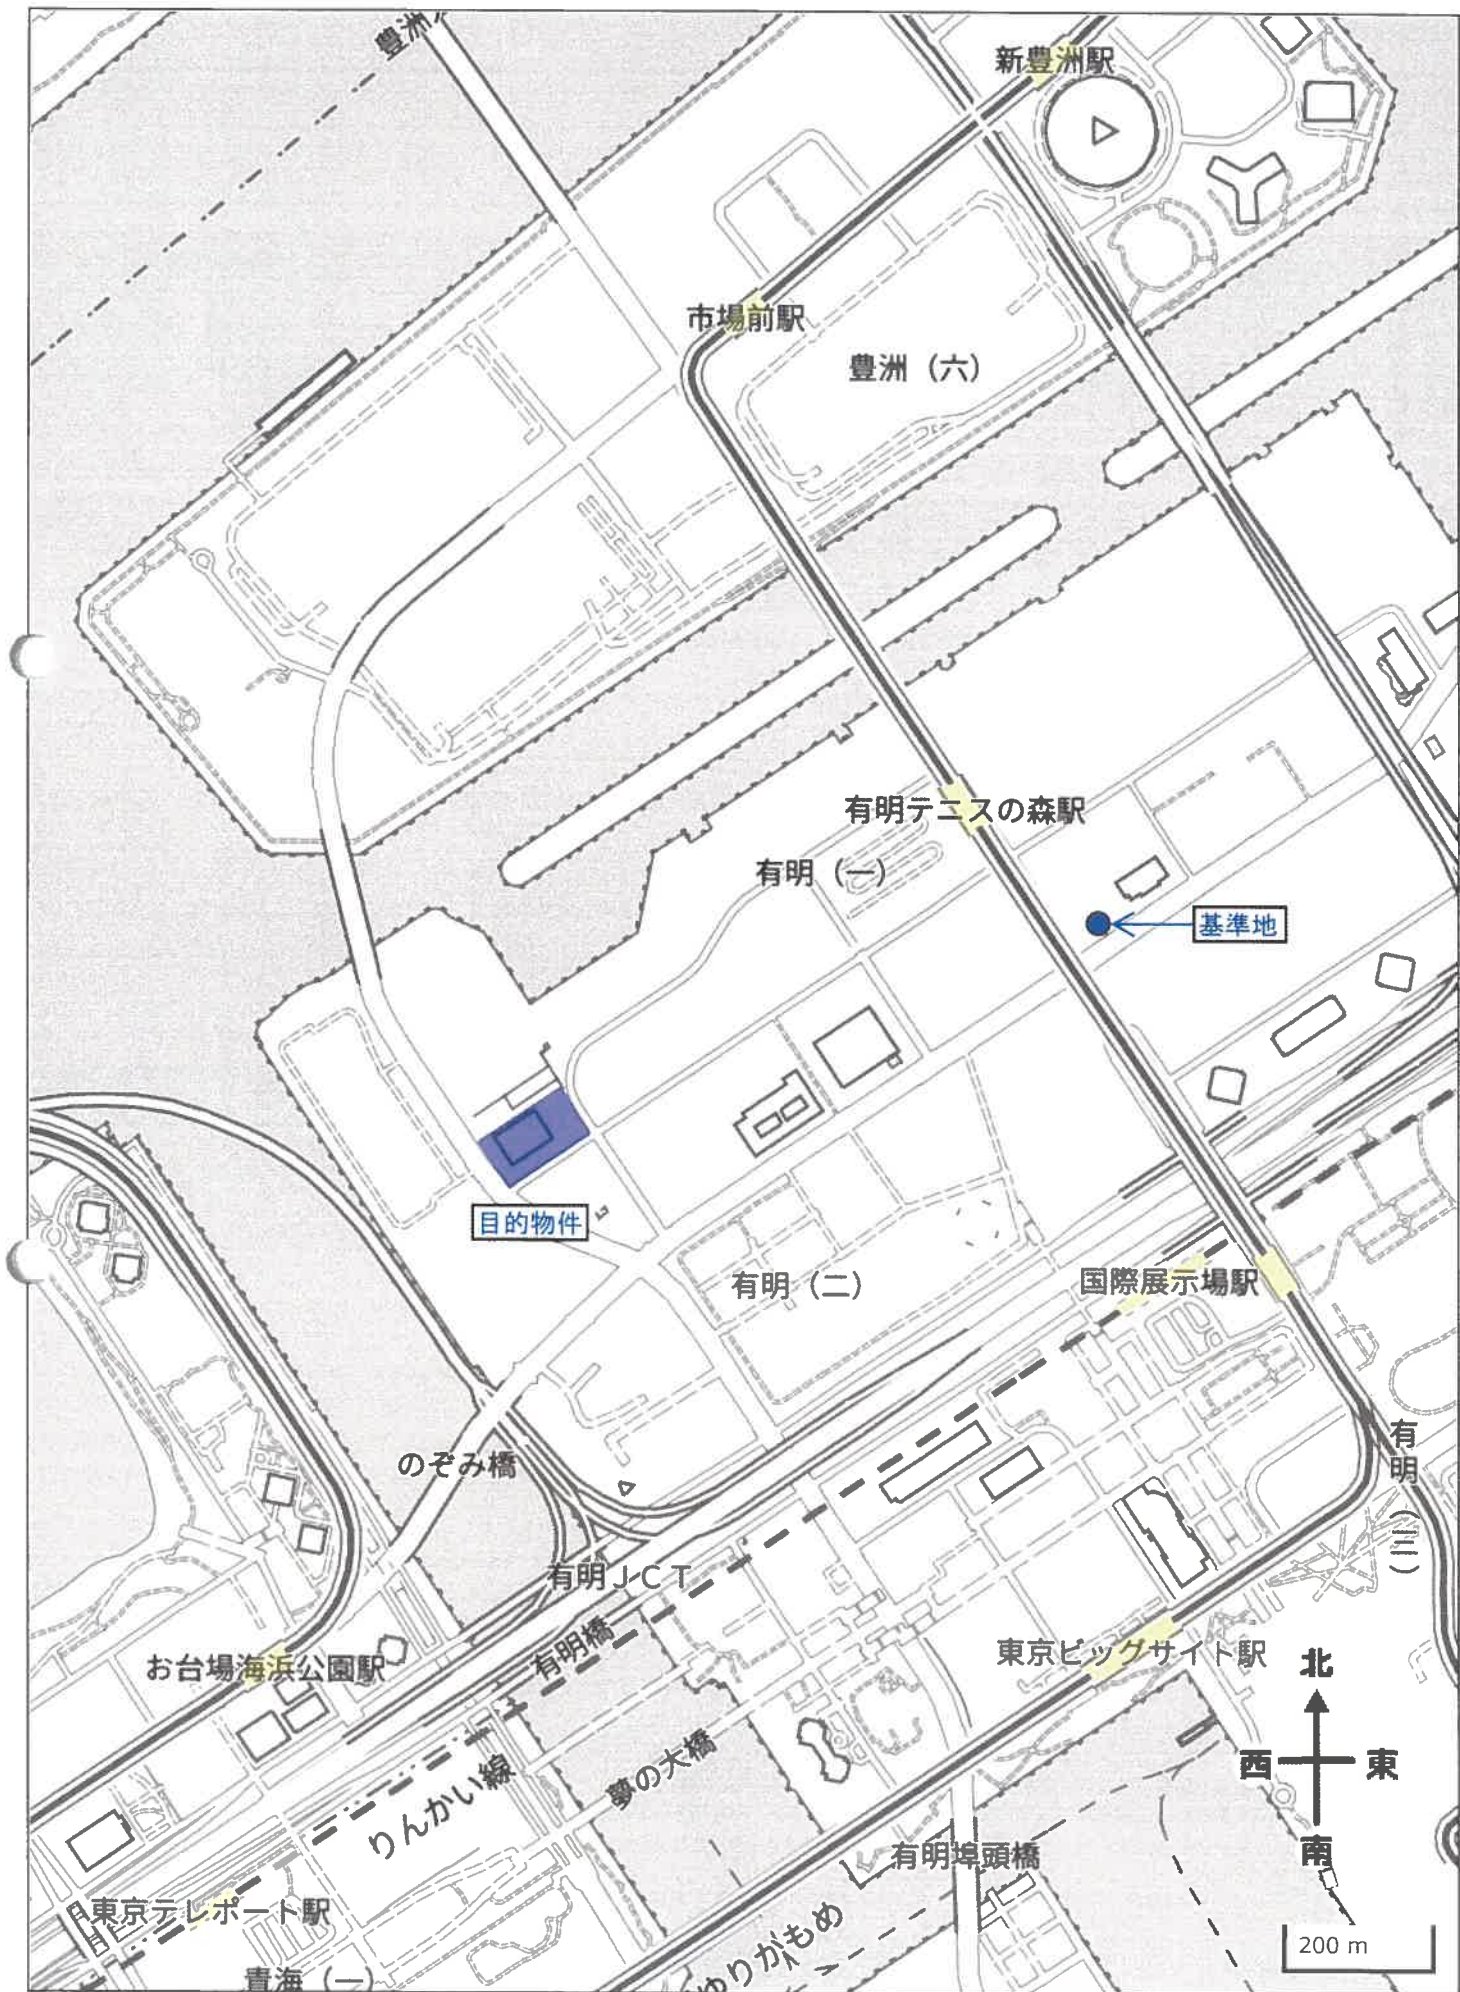 豊洲
新豊洲駅
市場前駅
豊洲（六）
有明テニスの森駅
有明（一）
基準地
目的物件
有明（二）
国際展示場駅
有明（三）
のぞみ橋
有明ＪＣＴ
有明橋
東京ビッグサイト駅
お台場海浜公園駅
北
西
東
南
夢の大橋
りんかい線
有明埠頭橋
東京テレポート駅
ゆりかもめ
200 m
青海（一）